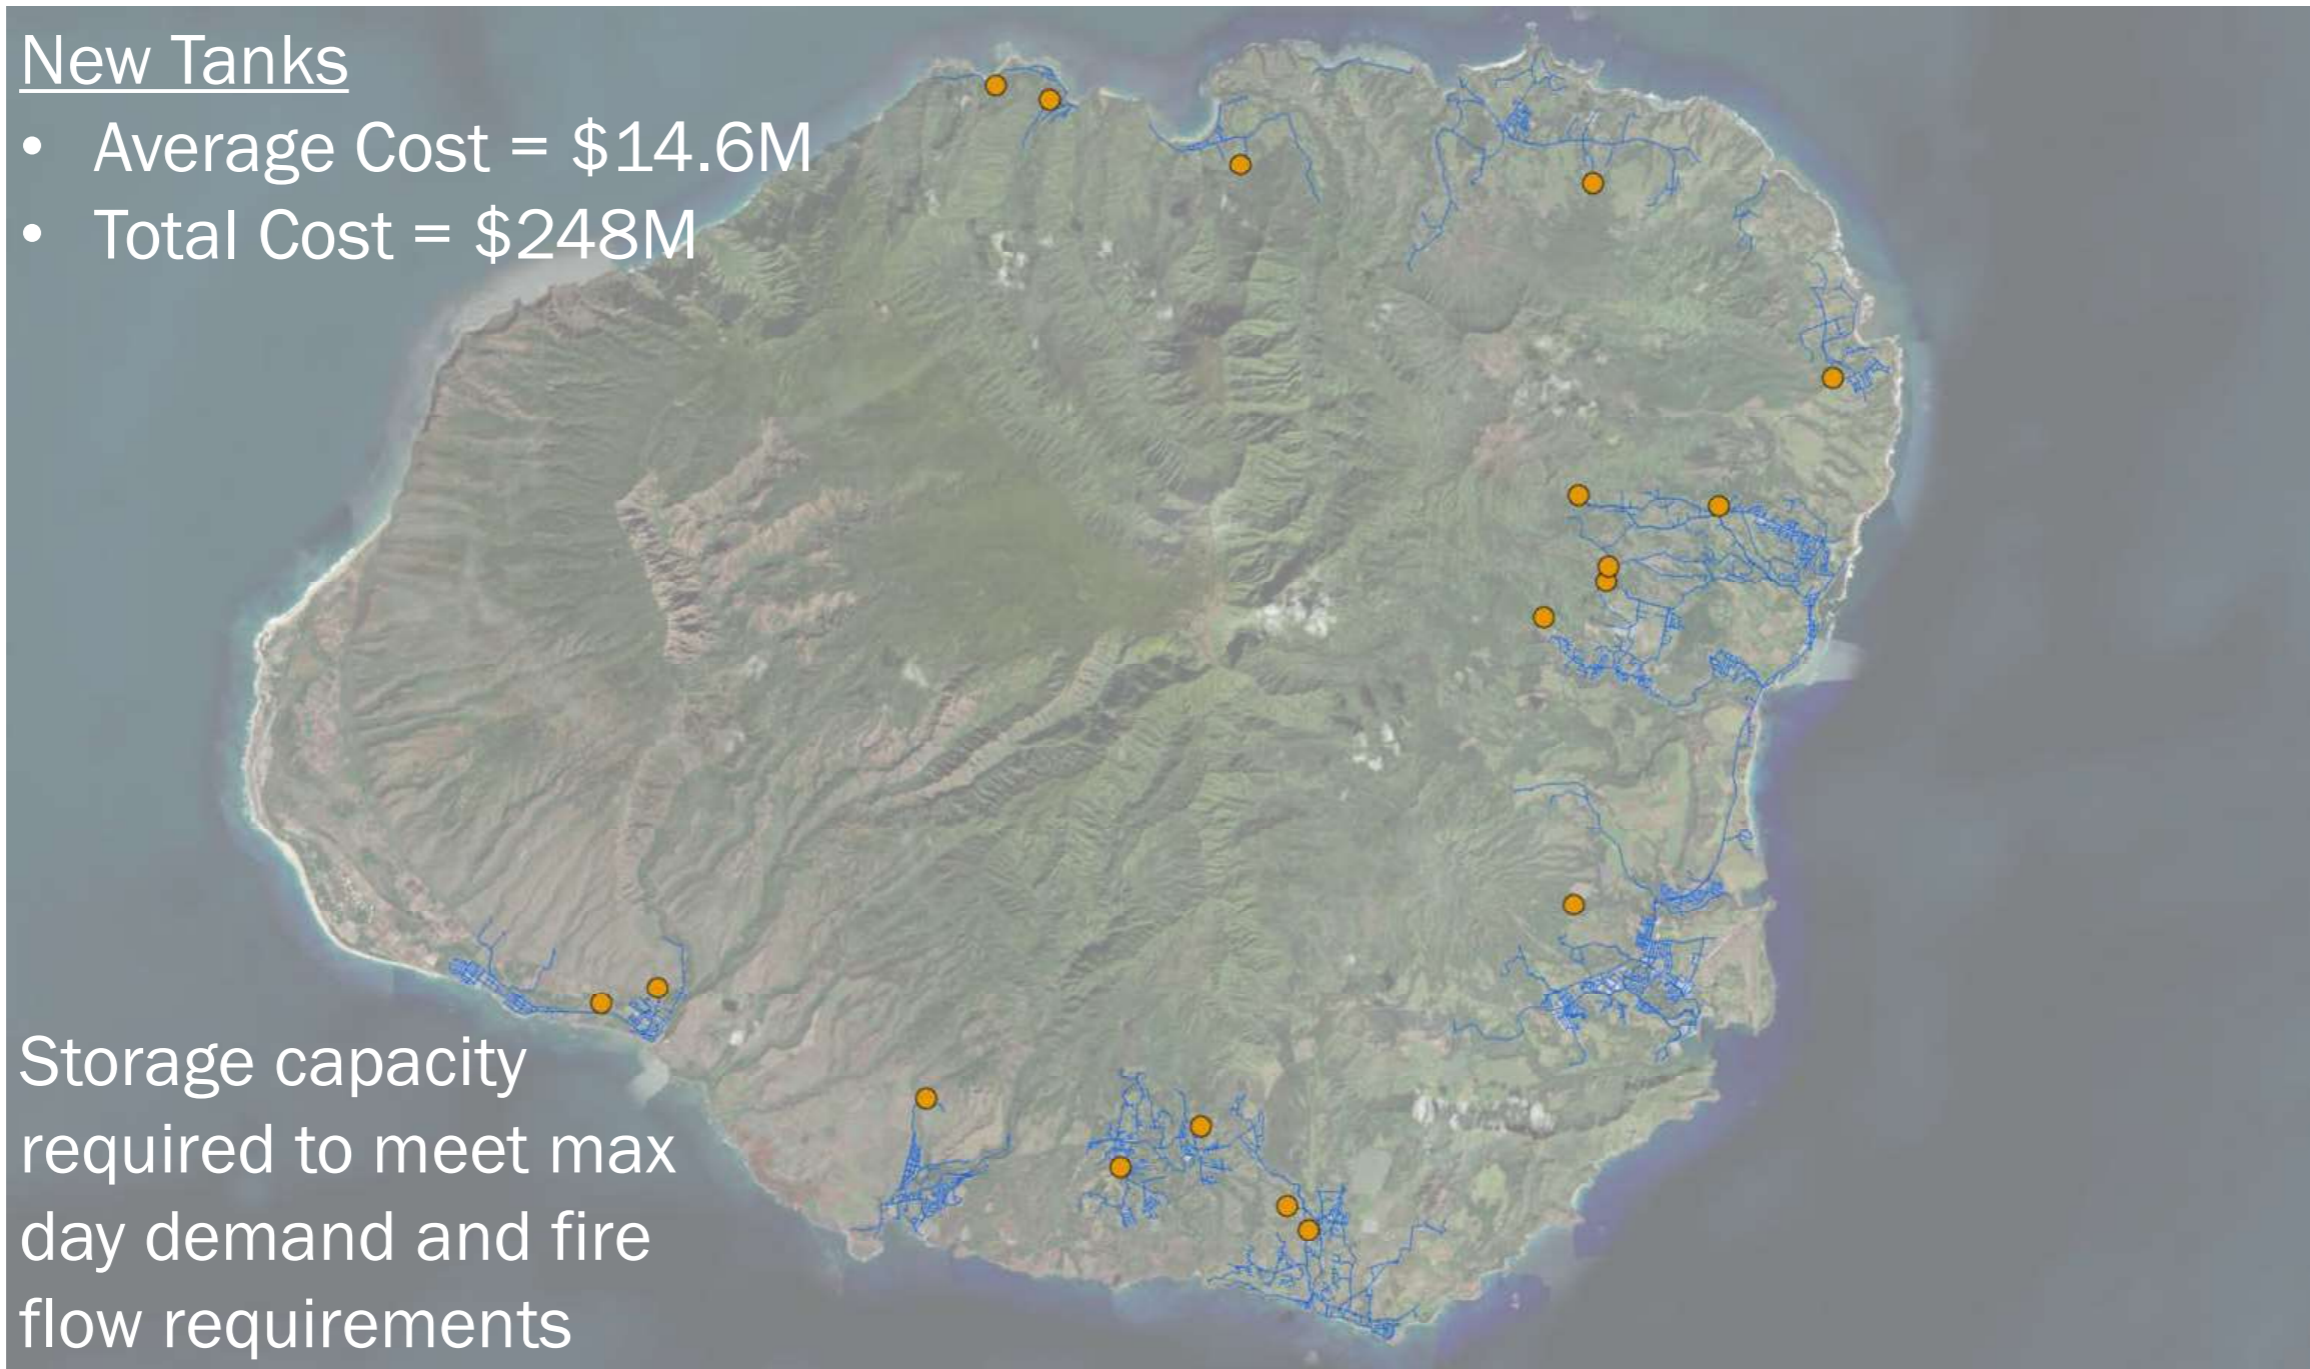 New Tanks
• Average Cost = $14.6M
• Total Cost = $248M
Storage capacity
required to meet max
day demand and fire
flow requirements